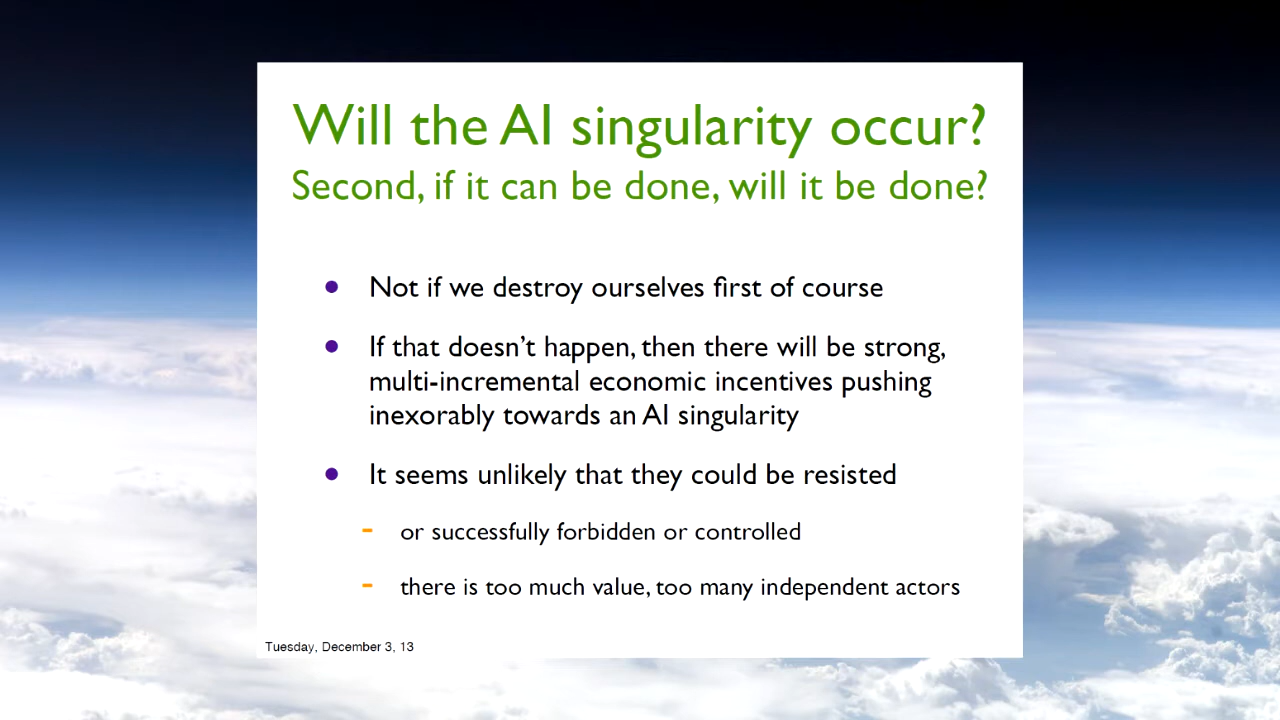 Will the AI singularity occur?
Second, if it can be done, will it be done?
• Not if we destroy ourselves first of course
• If that doesn't happen, then there will be strong,
multi-incremental economic incentives pushing
inexorably towards an AI singularity
• It seems unlikely that they could be resisted
- or successfully forbidden or controlled
- there is too much value, too many independent actors
Tuesday, December 3, 13